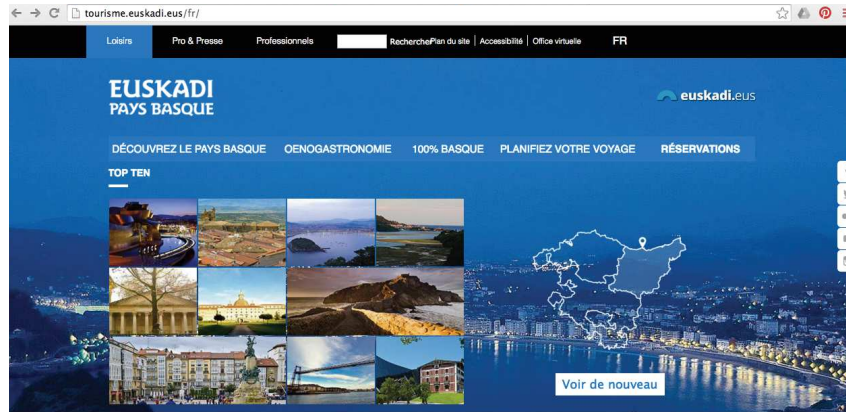 tourisme.euskadi.eus/fr/
Loisirs Pro & Presse Professionnels Rechercher Plan du site Accessibilité Office virtuelle FR
EUSKADI
PAYS BASQUE
euskadi.eus
DÉCOUVREZ LE PAYS BASQUE OENOGASTRONOMIE 100% BASQUE PLANIFIEZ VOTRE VOYAGE RÉSERVATIONS
TOP TEN
Voir de nouveau